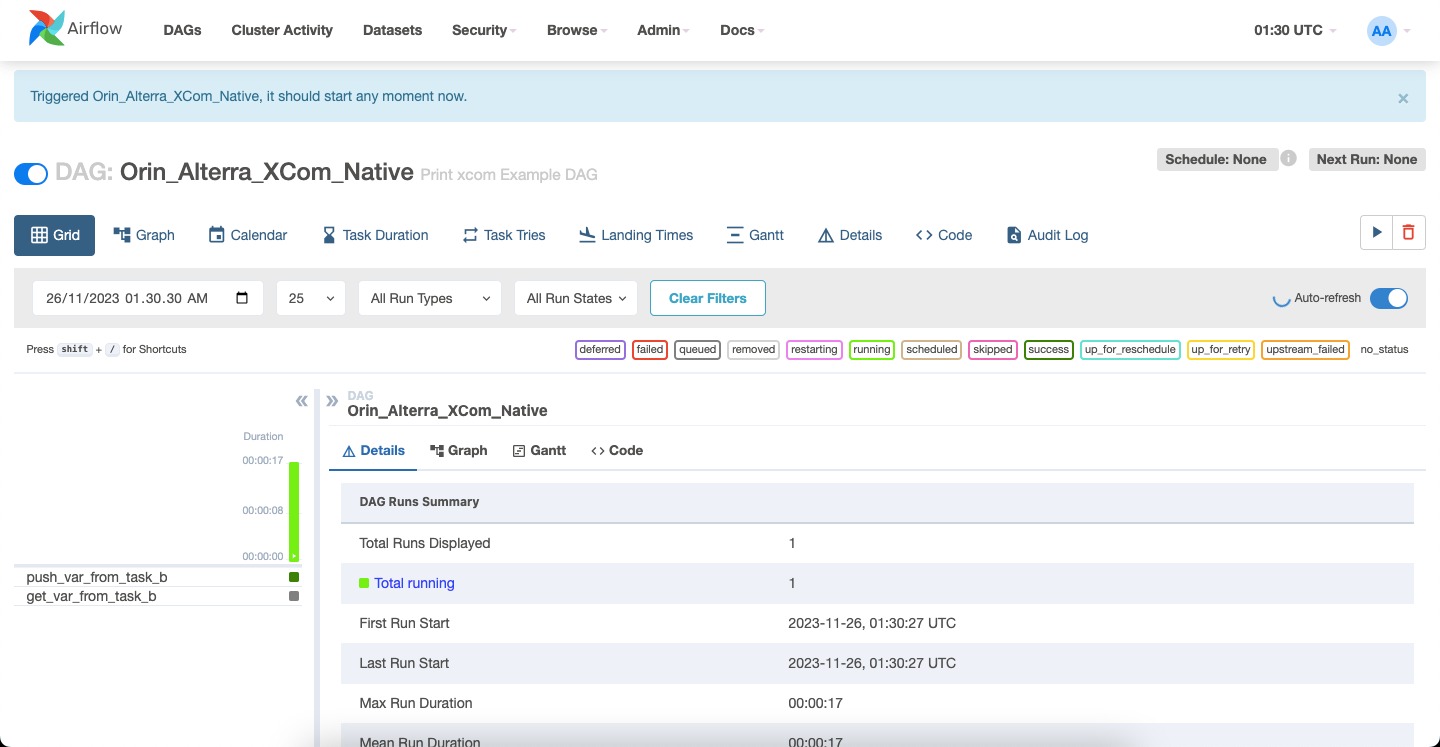 Airflow DAGs Cluster Activity Datasets Security Browse Admin Docs 01:30 UTC AA
Triggered Orin_Alterra_XCom_Native, it should start any moment now. ×
Schedule: None i Next Run: None
DAG: Orin_Alterra_XCom_Native Print xcom Example DAG
Grid Graph Calendar Task Duration Task Tries Landing Times Gantt Details Code Audit Log
26/11/2023 01.30.30 AM 25 All Run Types All Run States Clear Filters Auto-refresh
Press shift + / for Shortcuts deferred failed queued removed restarting running scheduled skipped success up_for_reschedule up_for_retry upstream_failed no_status
DAG
Orin_Alterra_XCom_Native
Duration
00:00:17
00:00:08
00:00:00
push_var_from_task_b
get_var_from_task_b
Details Graph Gantt Code
DAG Runs Summary
Total Runs Displayed 1
Total running 1
First Run Start 2023-11-26, 01:30:27 UTC
Last Run Start 2023-11-26, 01:30:27 UTC
Max Run Duration 00:00:17
Mean Run Duration 00:00:17